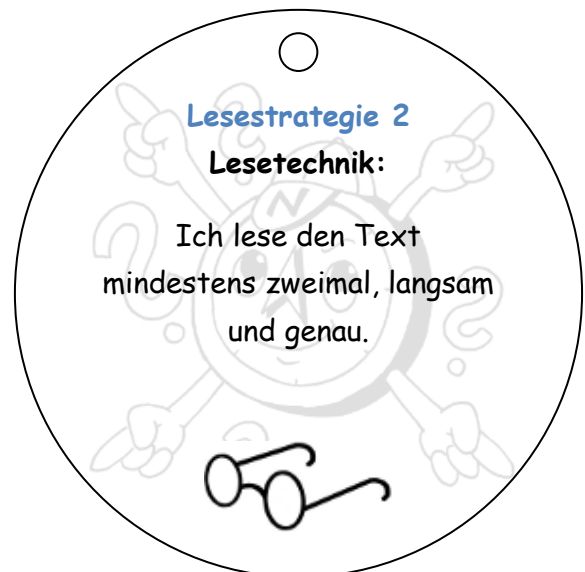 Lesestrategie 2
Lesetechnik:
Ich lese den Text
mindestens zweimal, langsam
und genau.